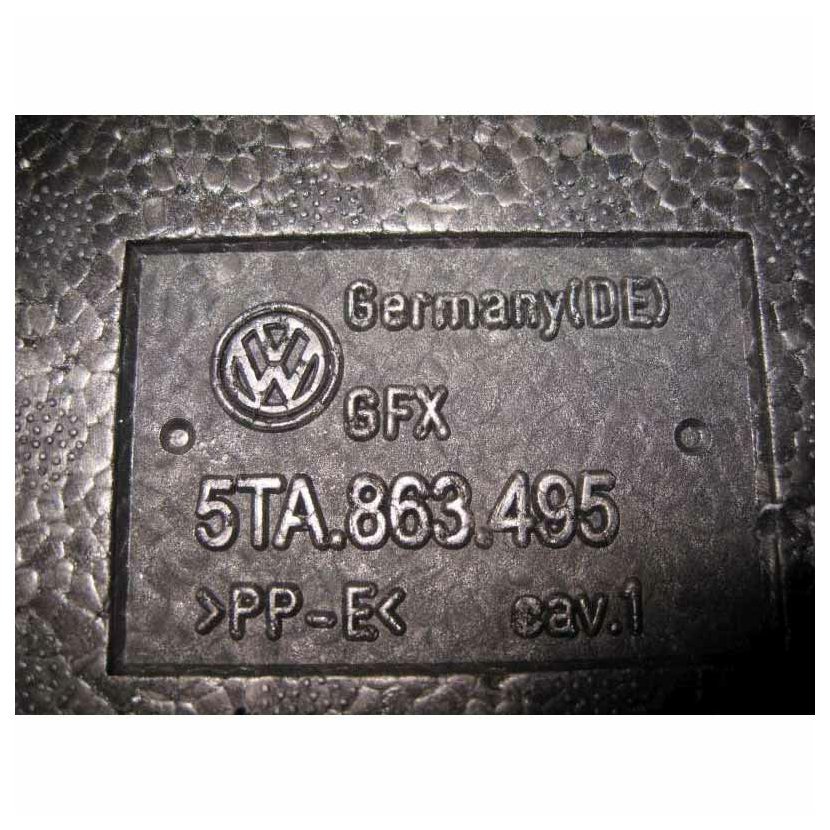 Germany(DE)
GFX
5TA.863.495
>PP-E< cav.1